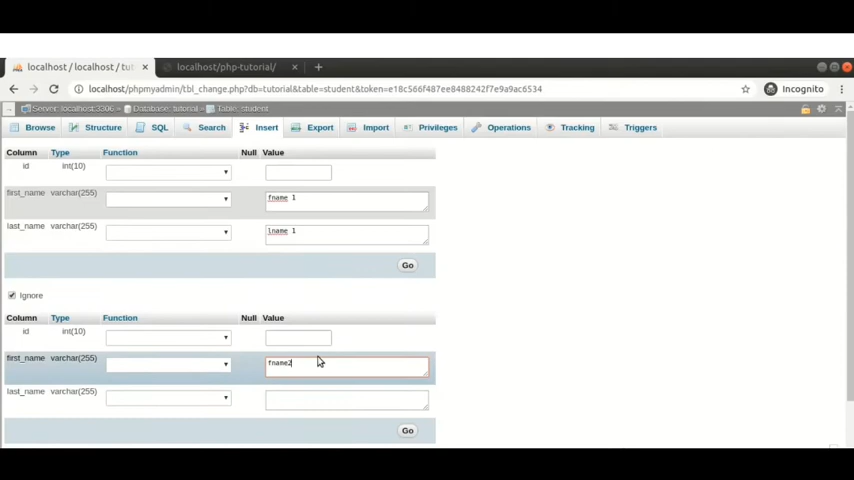 localhost / localhost / tut
localhost/php-tutorial/
Incognito
localhost/phpmyadmin/tbl_change.php?db=tutorial&table=student&token=e18c566f487ee8488242f7e9a9ac6534
Server: localhost:3306 » Database: tutorial » Table: student
Browse Structure SQL Search Insert Export Import Privileges Operations Tracking Triggers
Column Type Function Null Value
id int(10)
first_name varchar(255) fname 1
last_name varchar(255) lname 1
Go
Ignore
Column Type Function Null Value
id int(10)
first_name varchar(255) fname2
last_name varchar(255)
Go